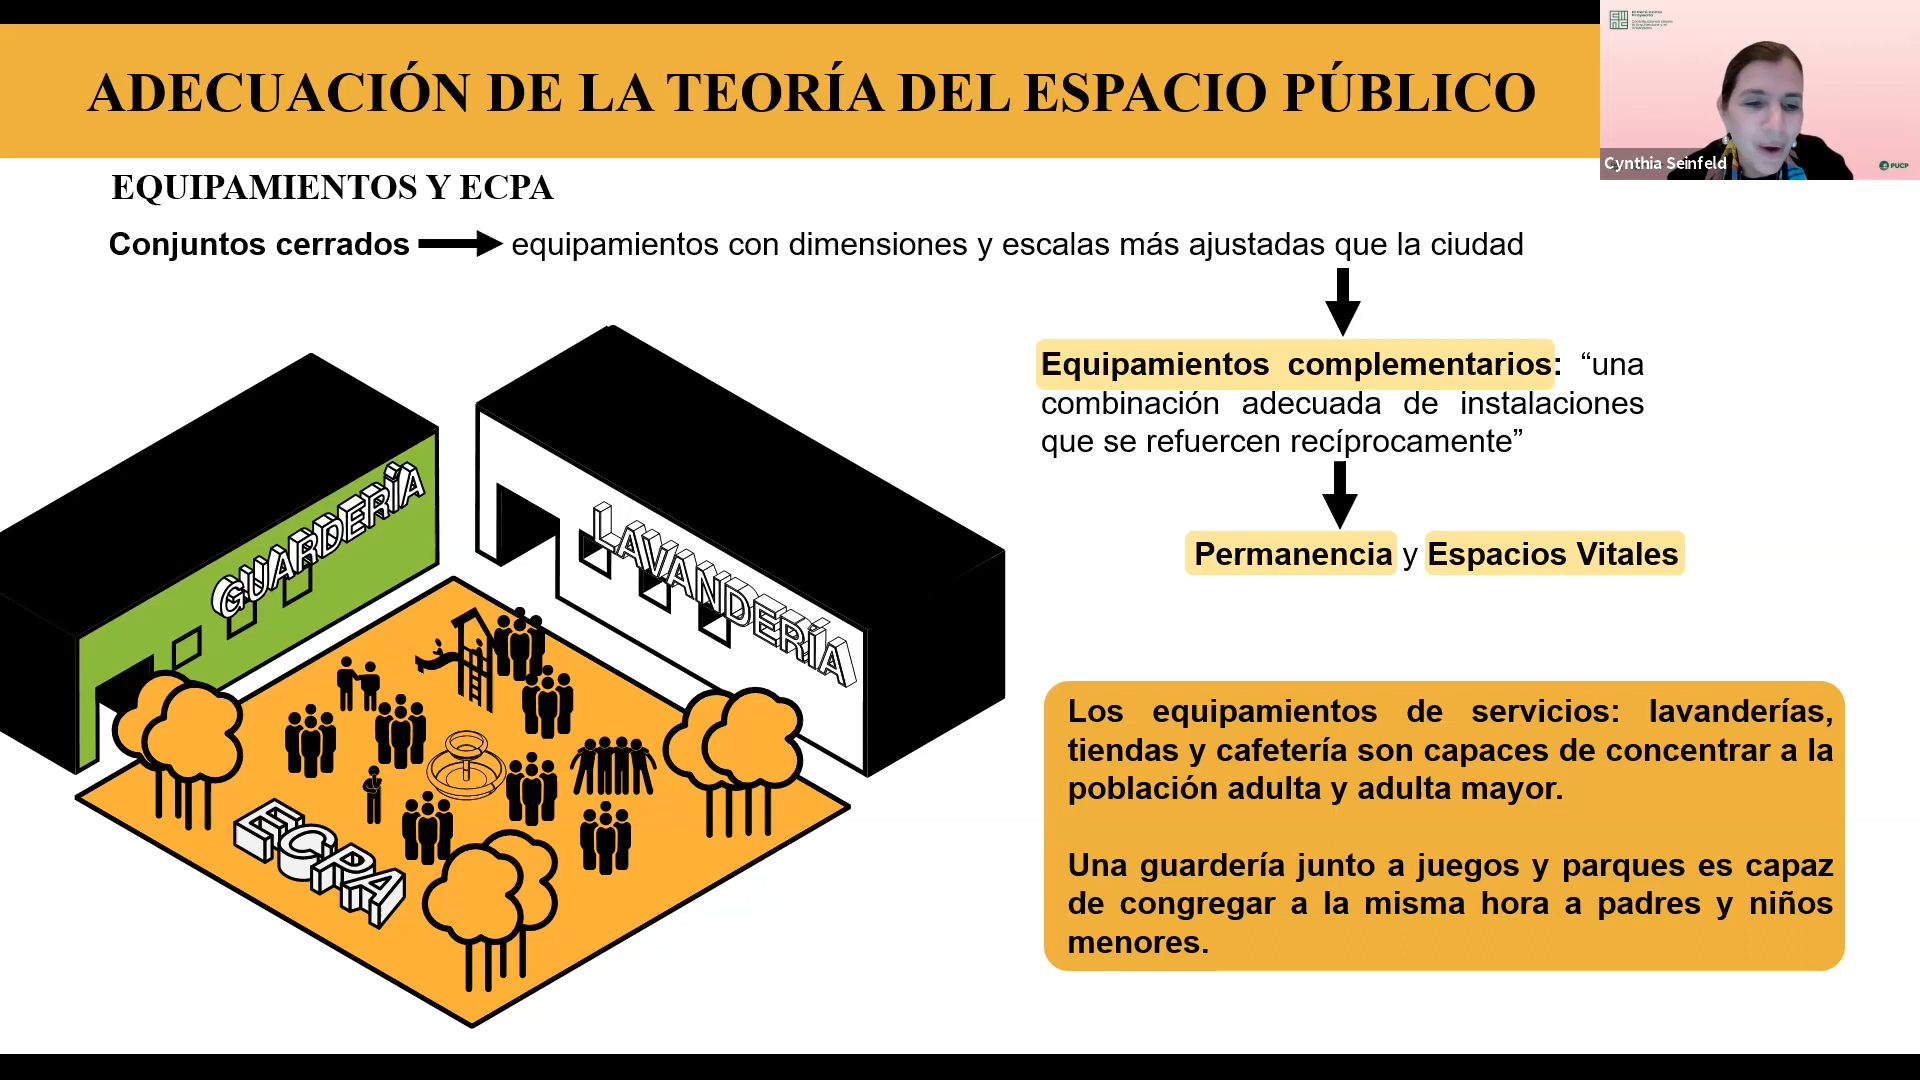 ADECUACIÓN DE LA TEORÍA DEL ESPACIO PÚBLICO
Cynthia Seinfeld
PUCP
EQUIPAMIENTOS Y ECPA
Conjuntos cerrados equipamientos con dimensiones y escalas más ajustadas que la ciudad
Equipamientos complementarios: “una
combinación adecuada de instalaciones
que se refuercen recíprocamente”
Permanencia y Espacios Vitales
GUARDERÍA
LAVANDERÍA
ECPA
Los equipamientos de servicios: lavanderías,
tiendas y cafetería son capaces de concentrar a la
población adulta y adulta mayor.
Una guardería junto a juegos y parques es capaz
de congregar a la misma hora a padres y niños
menores.